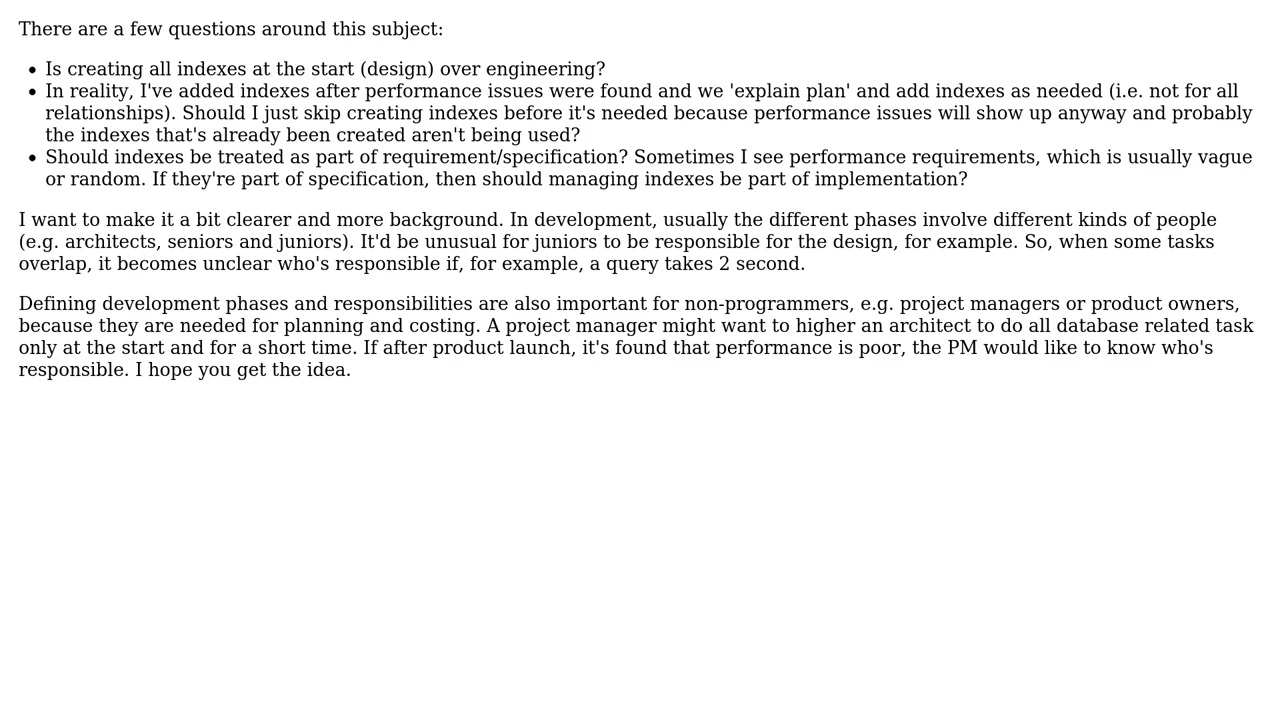 There are a few questions around this subject:
Is creating all indexes at the start (design) over engineering?
In reality, I've added indexes after performance issues were found and we 'explain plan' and add indexes as needed (i.e. not for all
relationships). Should I just skip creating indexes before it's needed because performance issues will show up anyway and probably
the indexes that's already been created aren't being used?
Should indexes be treated as part of requirement/specification? Sometimes I see performance requirements, which is usually vague
or random. If they're part of specification, then should managing indexes be part of implementation?
I want to make it a bit clearer and more background. In development, usually the different phases involve different kinds of people
(e.g. architects, seniors and juniors). It'd be unusual for juniors to be responsible for the design, for example. So, when some tasks
overlap, it becomes unclear who's responsible if, for example, a query takes 2 second.
Defining development phases and responsibilities are also important for non-programmers, e.g. project managers or product owners,
because they are needed for planning and costing. A project manager might want to higher an architect to do all database related task
only at the start and for a short time. If after product launch, it's found that performance is poor, the PM would like to know who's
responsible. I hope you get the idea.